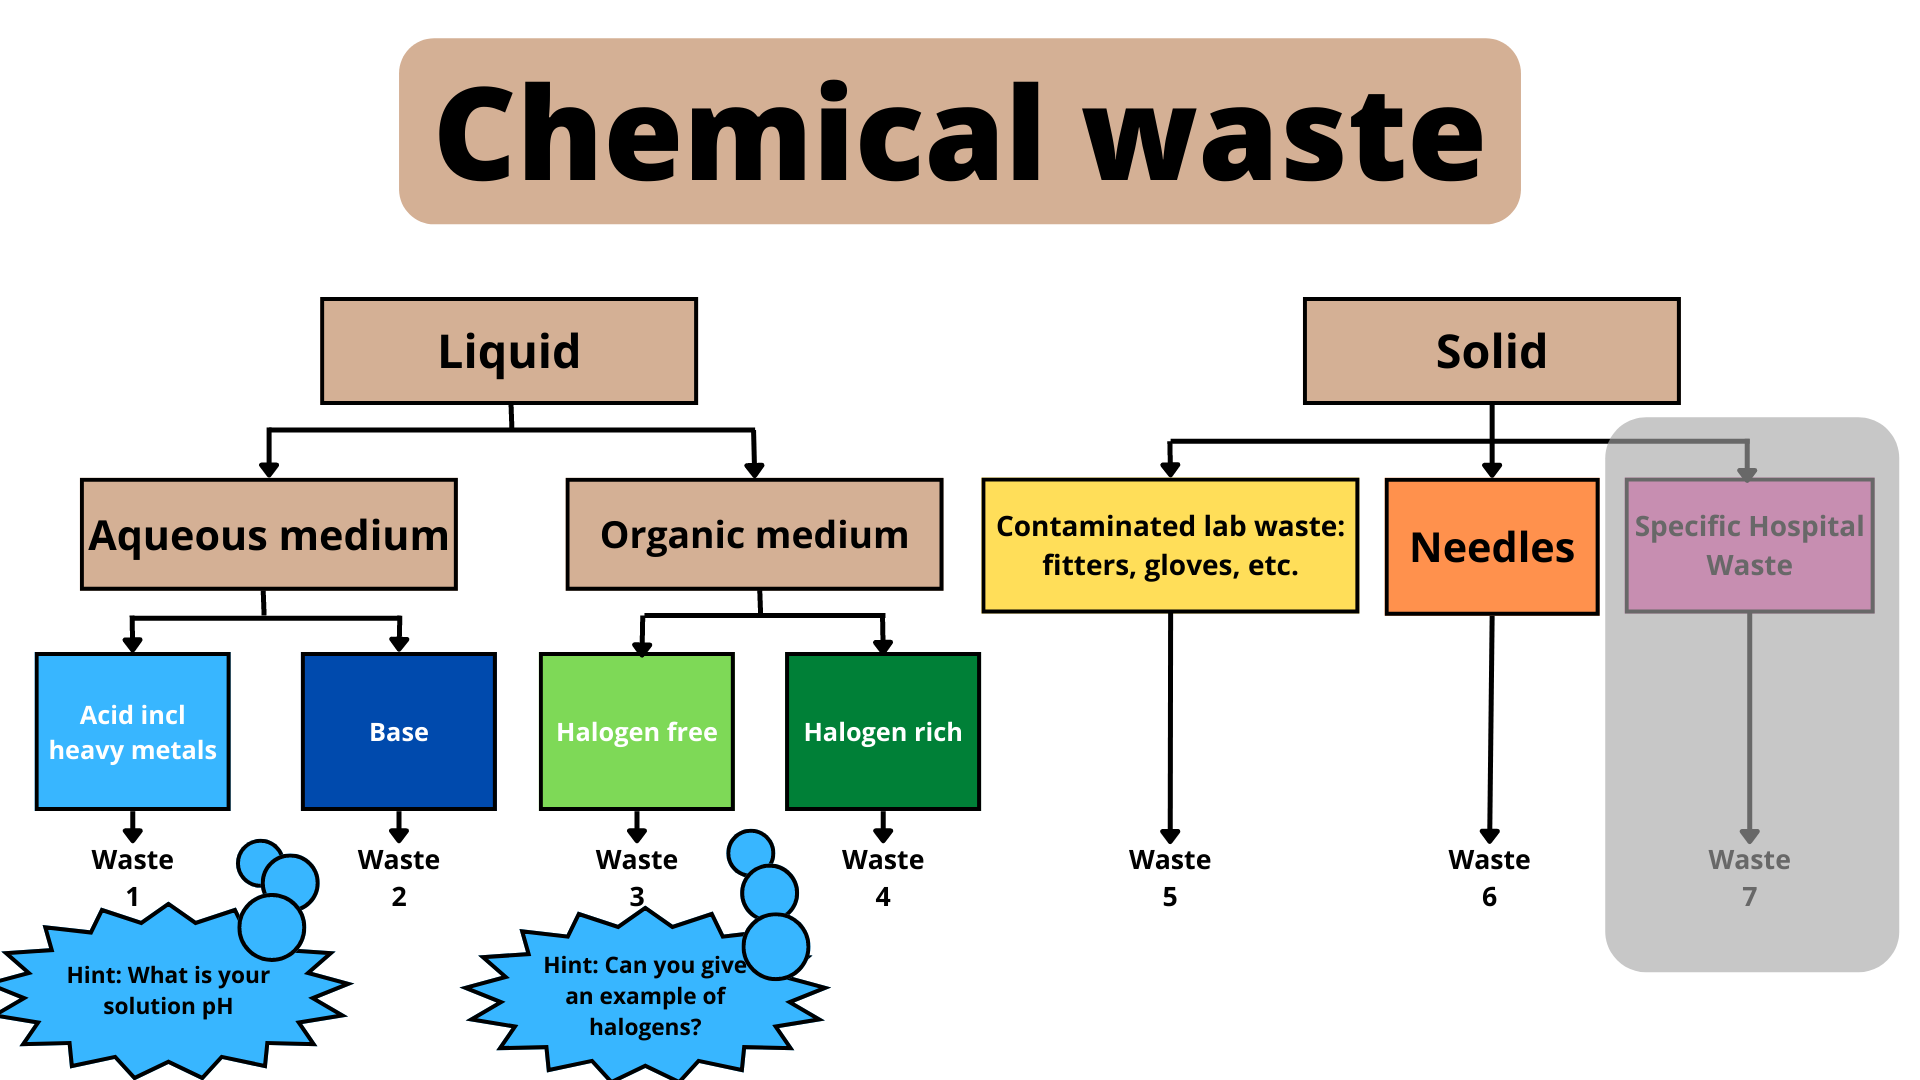 Chemical waste
Liquid
Solid
Aqueous medium
Organic medium
Contaminated lab waste:
fitters, gloves, etc.
Needles
Specific Hospital
Waste
Acid incl
heavy metals
Base
Halogen free
Halogen rich
Waste
1
Waste
2
Waste
3
Waste
4
Waste
5
Waste
6
Waste
7
Hint: What is your
solution pH
Hint: Can you give
an example of
halogens?